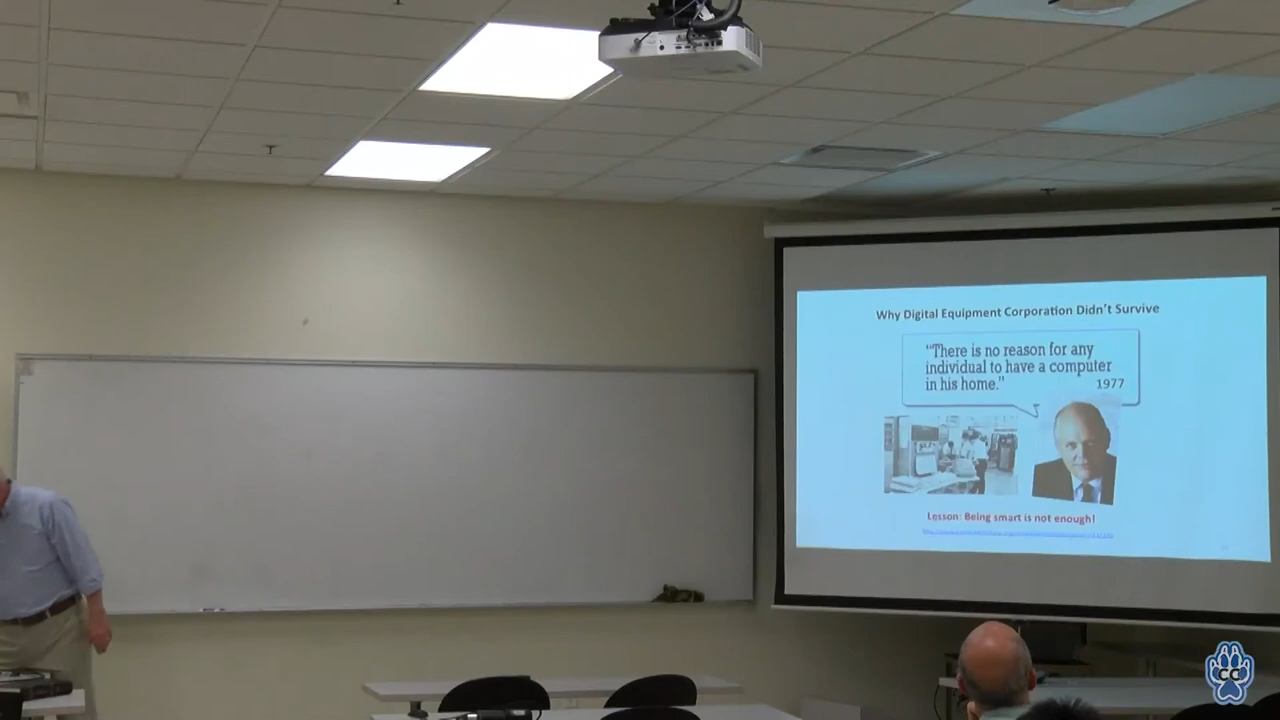 Why Digital Equipment Corporation Didn't Survive
"There is no reason for any
individual to have a computer
in his home."
1977
Lesson: Being smart is not enough!
CC